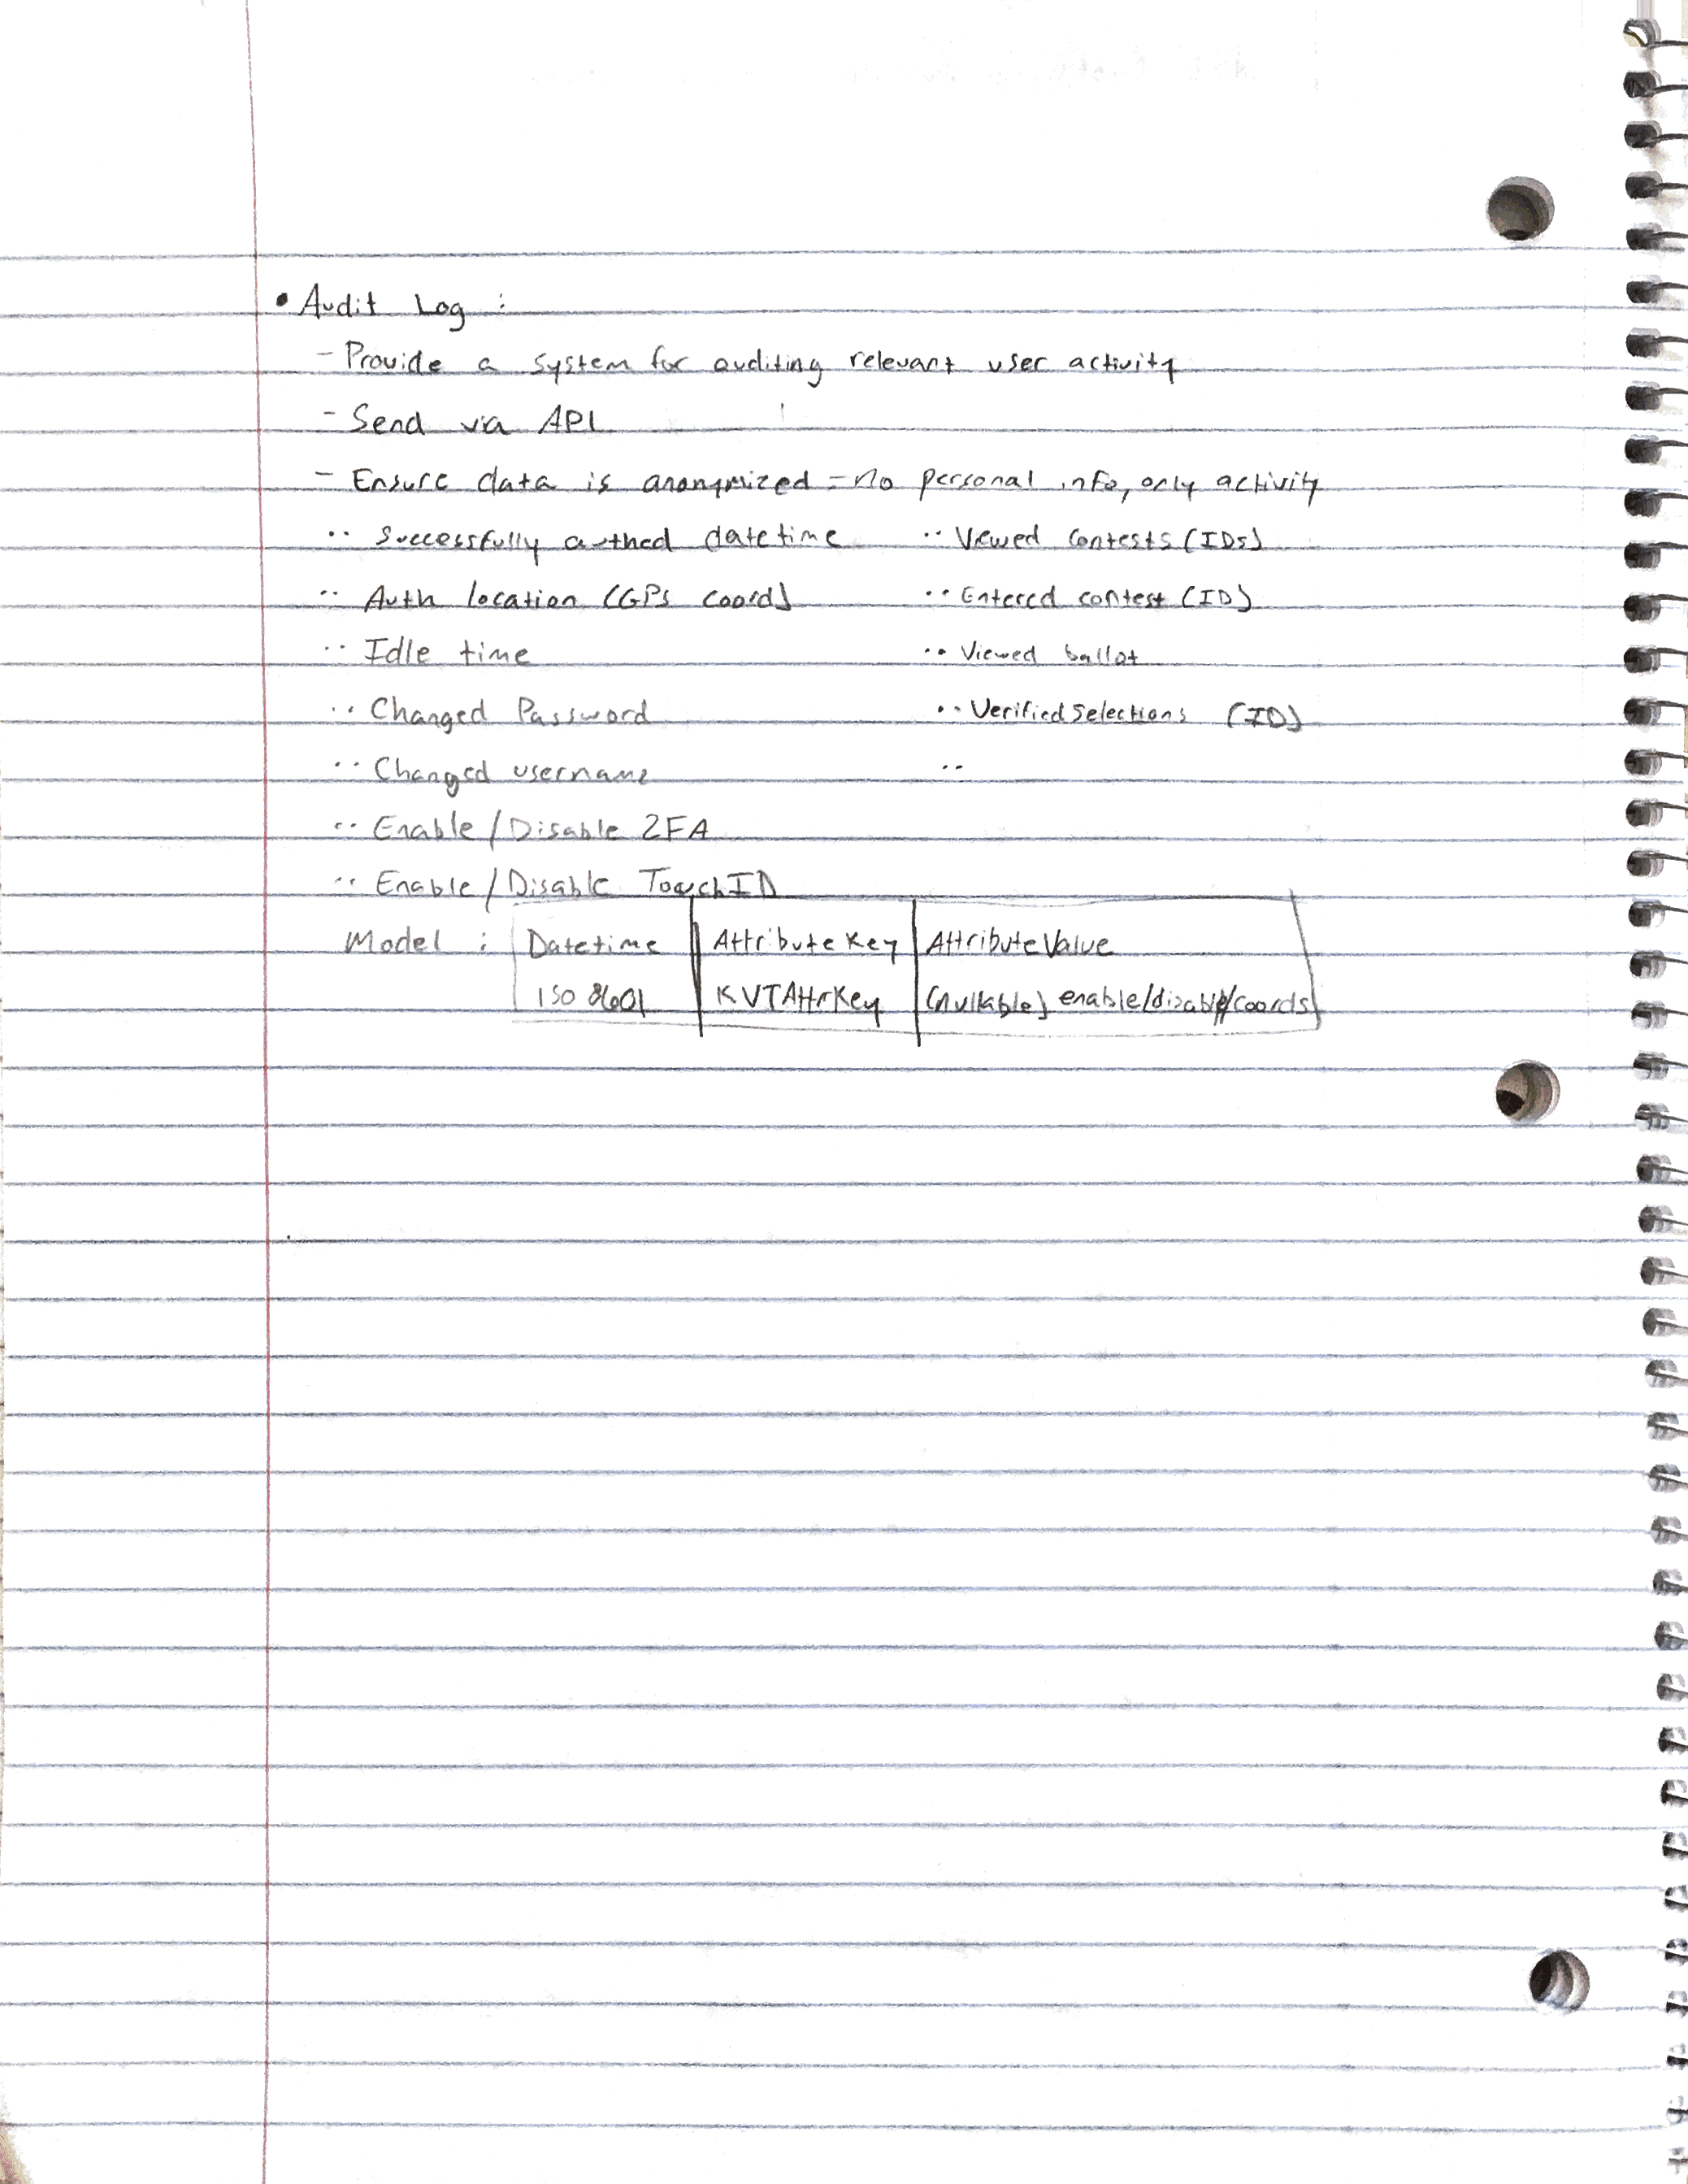 • Audit Log :
- Provide a system for auditing relevant user activity
- Send via API
- Ensure data is anonymized - no personal info, only activity
·· Successfully authed datetime ·· Viewed contests (IDs)
·· Auth location (GPS coord) ·· Entered contest (ID)
·· Idle time ·· Viewed ballot
·· Changed Password ·· Verified Selections (ID)
·· Changed username ··
·· Enable/Disable 2FA
·· Enable/Disable TouchID
Model : Datetime AttributeKey AttributeValue
ISO 8601 KVTAttrKey (nullable) enable/disable/coords